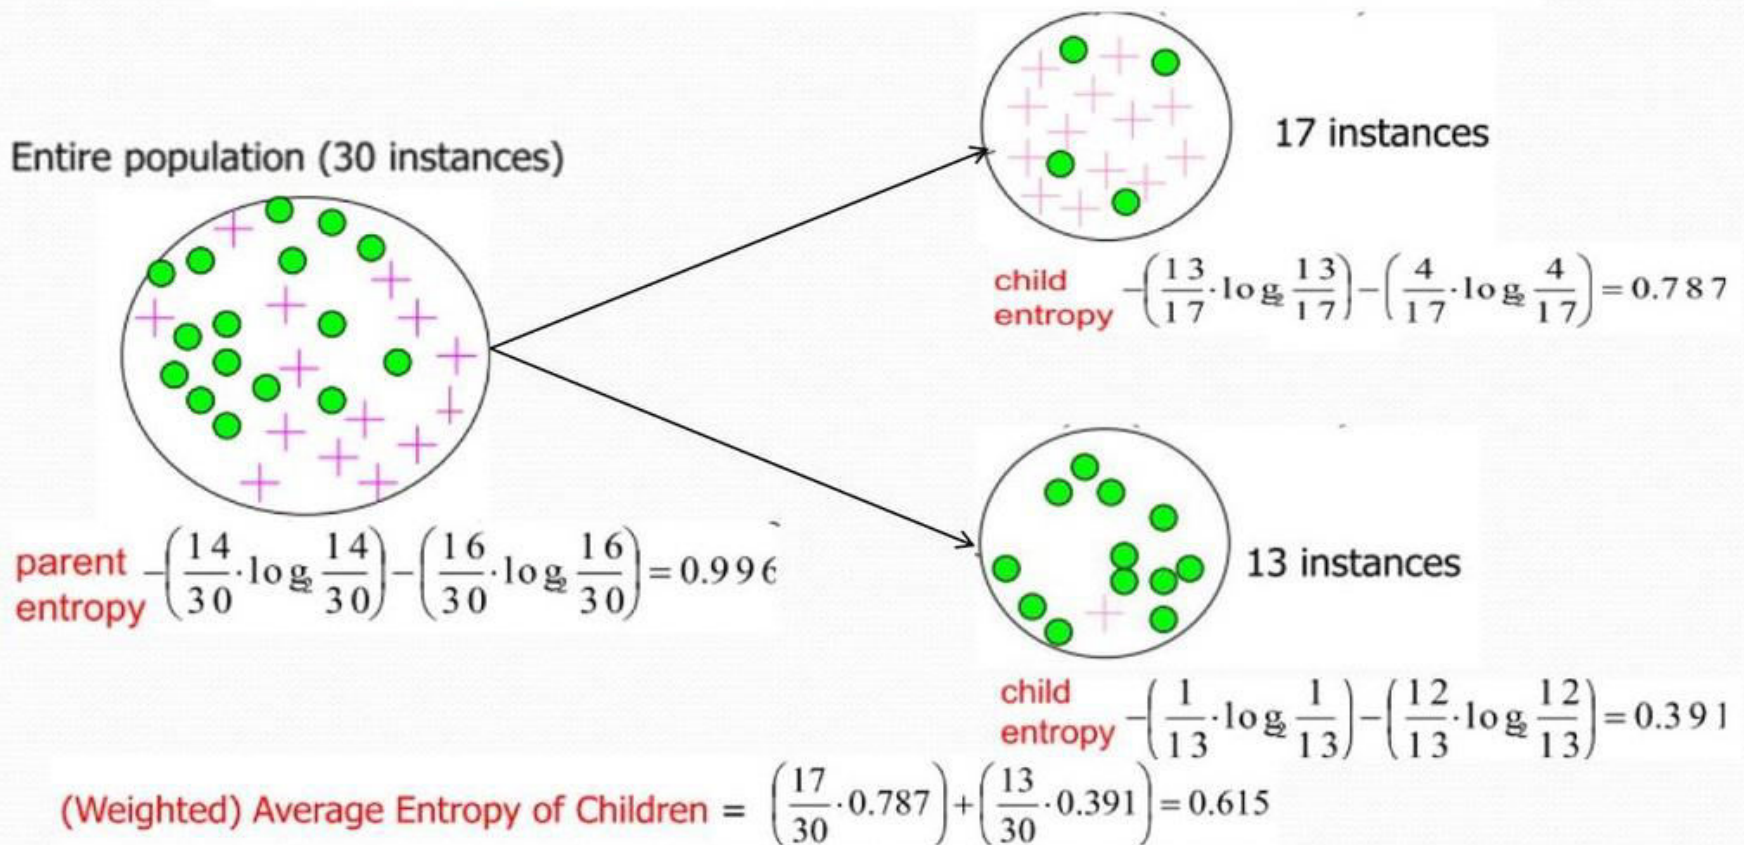 Entire population (30 instances)
17 instances
child entropy -(13/17 · log₂ 13/17) - (4/17 · log₂ 4/17) = 0.787
parent entropy -(14/30 · log₂ 14/30) - (16/30 · log₂ 16/30) = 0.996
13 instances
child entropy -(1/13 · log₂ 1/13) - (12/13 · log₂ 12/13) = 0.391
(Weighted) Average Entropy of Children = (17/30 · 0.787) + (13/30 · 0.391) = 0.615